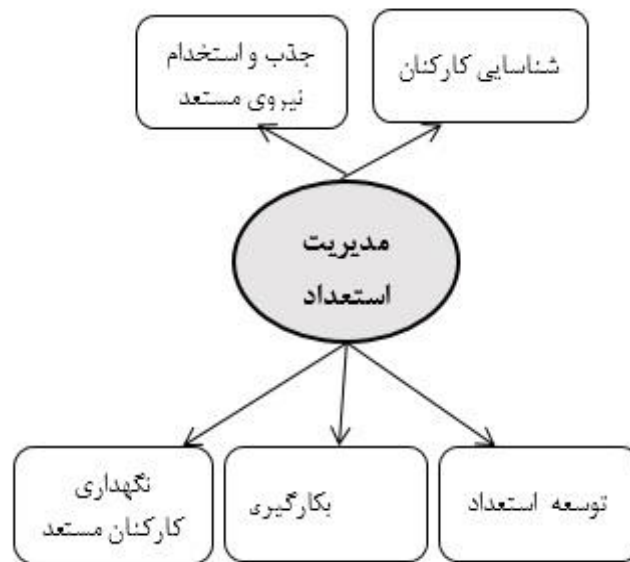 شناسایی کارکنان
جذب و استخدام
نیروی مستعد
مدیریت
استعداد
توسعه استعداد
بکارگیری
نگهداری
کارکنان مستعد